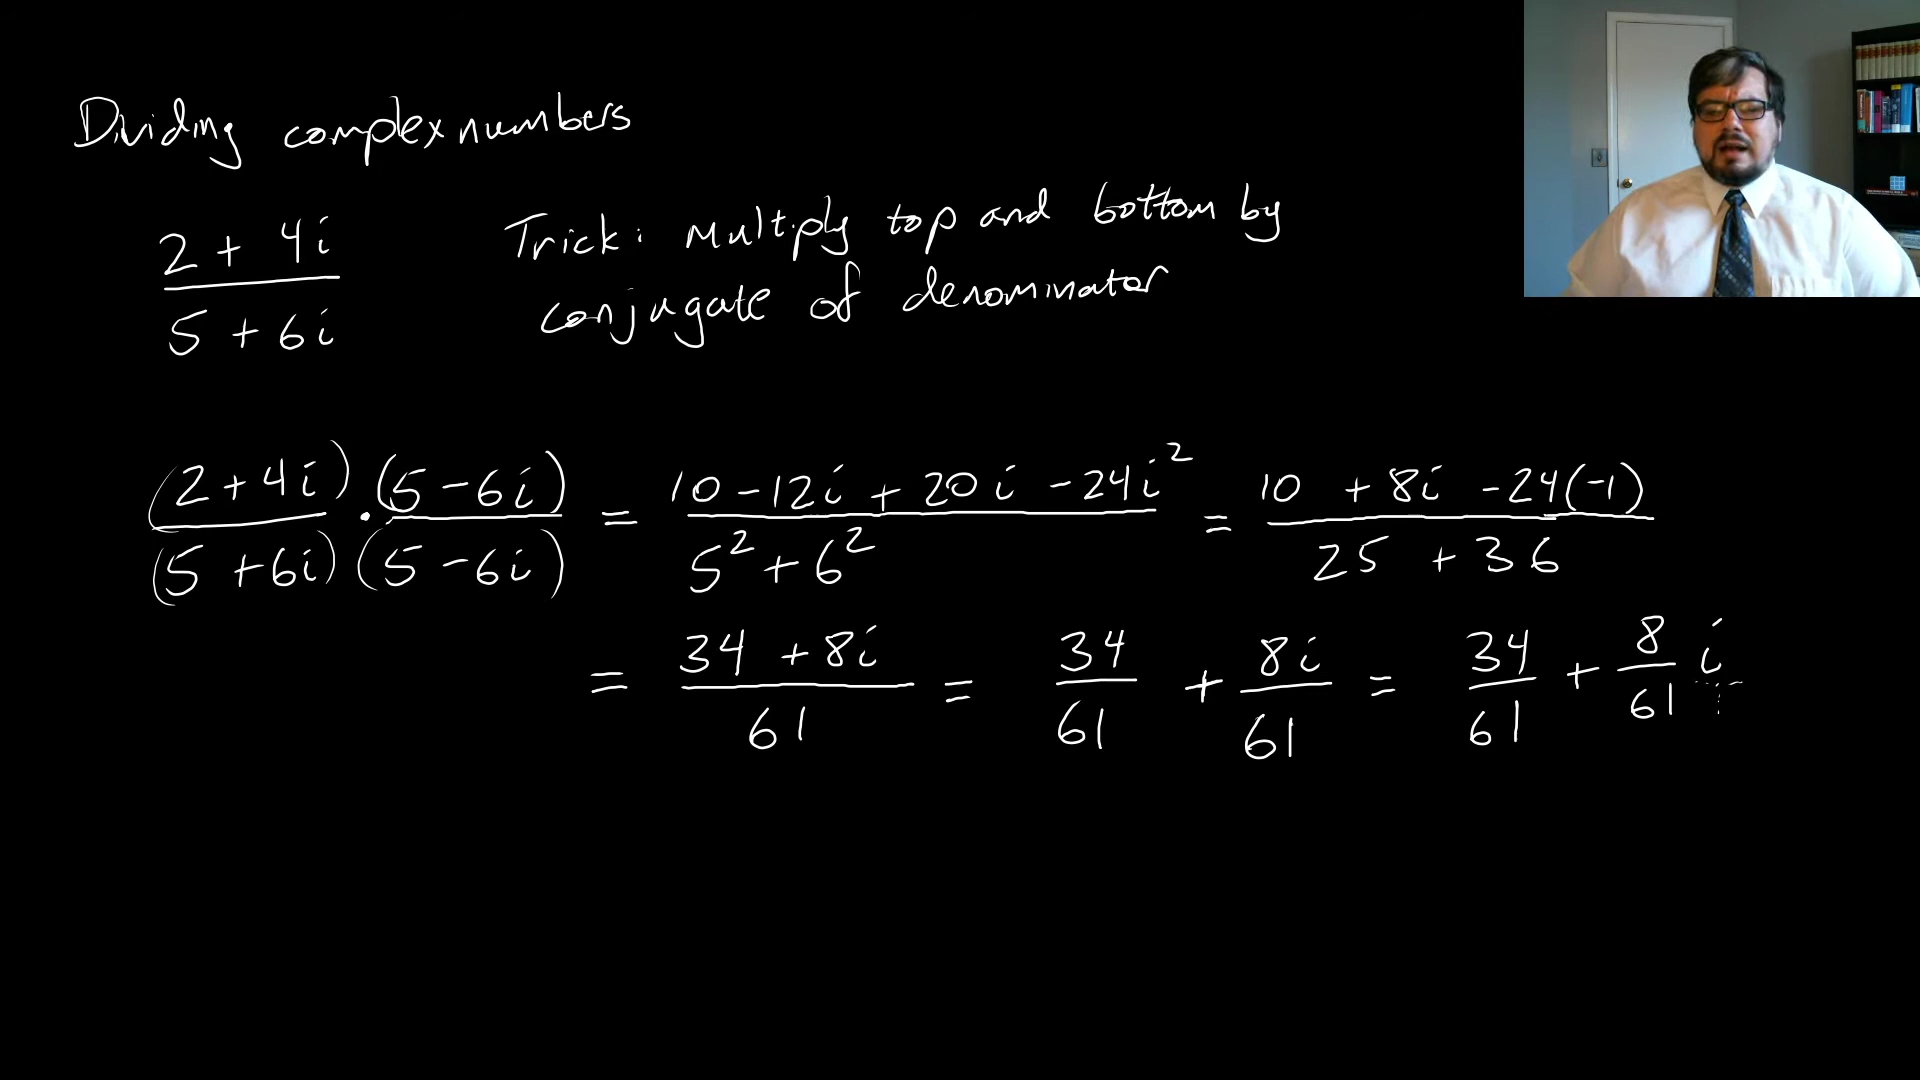 Dividing complex numbers
2 + 4i
5 + 6i
Trick: Multiply top and bottom by
conjugate of denominator
(2+4i) · (5-6i) = 10 -12i + 20i -24i² = 10 +8i -24(-1)
(5 +6i) (5 -6i) 5² + 6² 25 + 36
= 34 +8i = 34 + 8i = 34 + 8 i
61 61 61 61 61